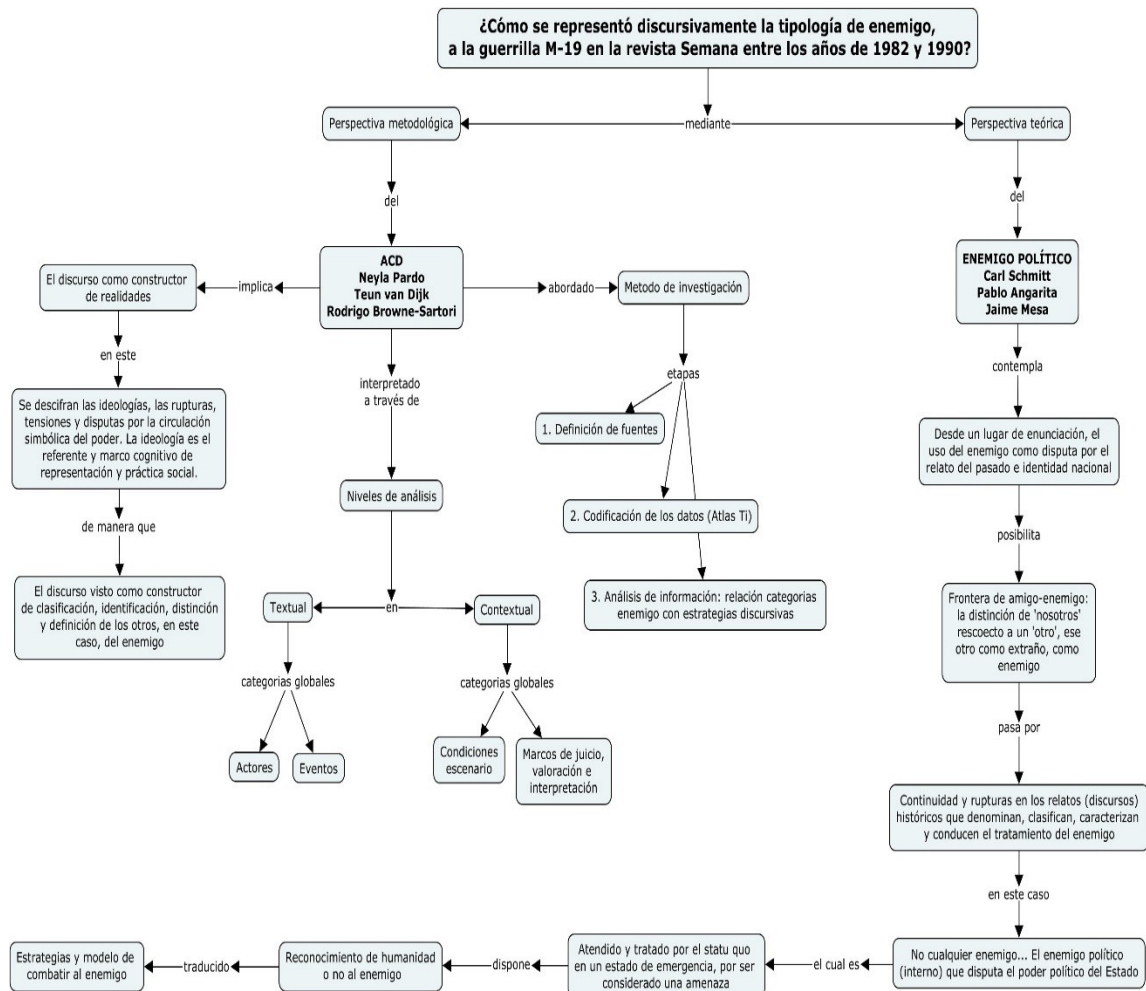 ¿Cómo se representó discursivamente la tipología de enemigo,
a la guerrilla M-19 en la revista Semana entre los años de 1982 y 1990?
Perspectiva metodológica
mediante
Perspectiva teórica
del
del
ACD
Neyla Pardo
Teun van Dijk
Rodrigo Browne-Sartori
implica
El discurso como constructor
de realidades
en este
Se descifran las ideologías, las rupturas,
tensiones y disputas por la circulación
simbólica del poder. La ideología es el
referente y marco cognitivo de
representación y práctica social.
de manera que
El discurso visto como constructor
de clasificación, identificación, distinción
y definición de los otros, en este
caso, del enemigo
interpretado
a través de
Niveles de análisis
en
Textual
Contextual
categorias globales
categorias globales
Actores
Eventos
Condiciones
escenario
Marcos de juicio,
valoración e
interpretación
abordado
Metodo de investigación
etapas
1. Definición de fuentes
2. Codificación de los datos (Atlas Ti)
3. Análisis de información: relación categorias
enemigo con estrategias discursivas
ENEMIGO POLÍTICO
Carl Schmitt
Pablo Angarita
Jaime Mesa
contempla
Desde un lugar de enunciación, el
uso del enemigo como disputa por el
relato del pasado e identidad nacional
posibilita
Frontera de amigo-enemigo:
la distinción de 'nosotros'
rescoecto a un 'otro', ese
otro como extraño, como
enemigo
pasa por
Continuidad y rupturas en los relatos (discursos)
históricos que denominan, clasifican, caracterizan
y conducen el tratamiento del enemigo
en este caso
No cualquier enemigo... El enemigo político
(interno) que disputa el poder político del Estado
el cual es
Atendido y tratado por el statu quo
en un estado de emergencia, por ser
considerado una amenaza
dispone
Reconocimiento de humanidad
o no al enemigo
traducido
Estrategias y modelo de
combatir al enemigo